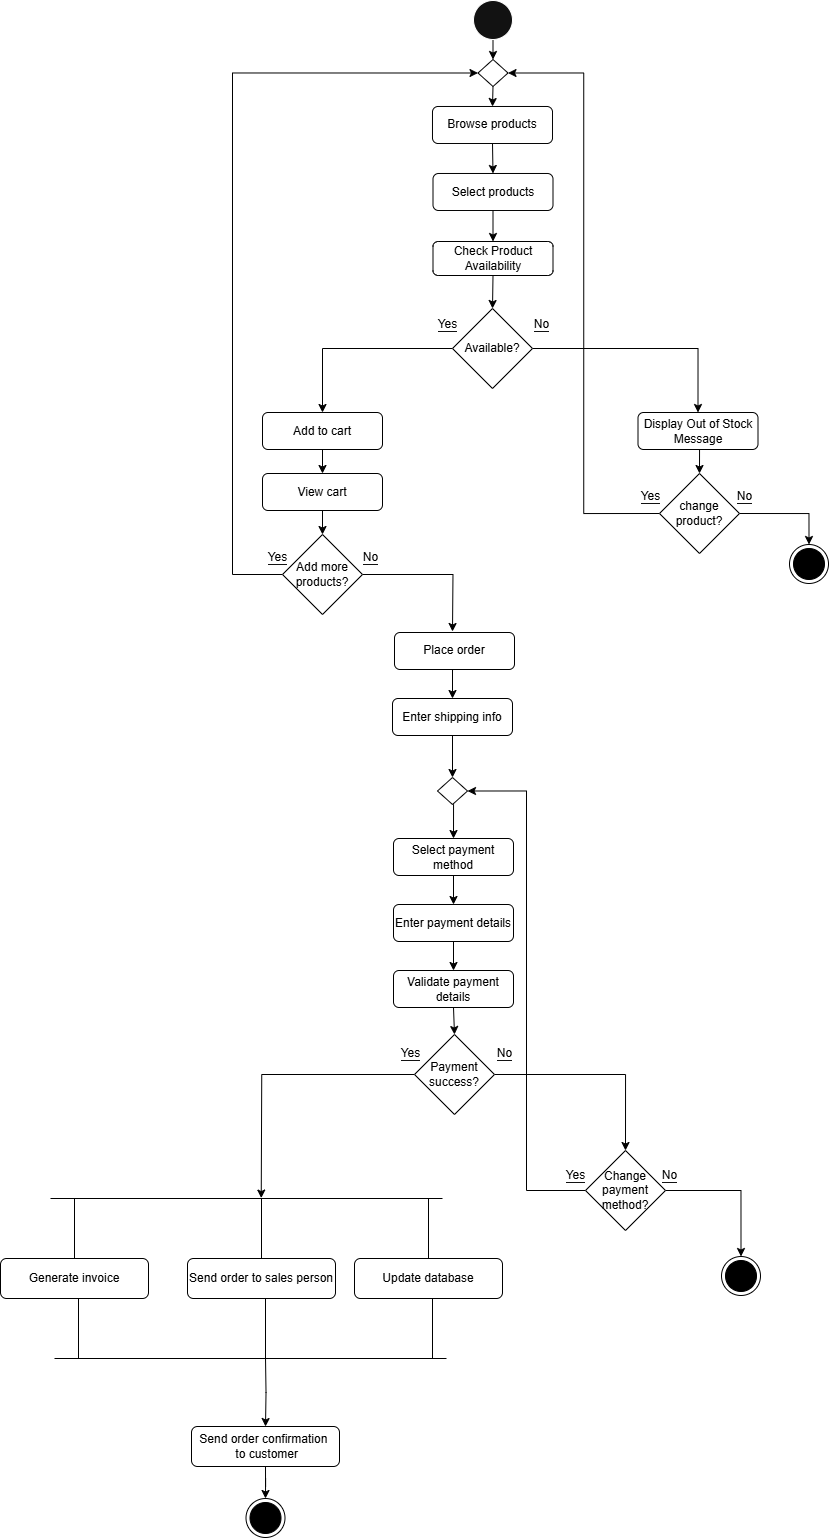 Browse products
Select products
Check Product
Availability
Yes
No
Available?
Add to cart
Display Out of Stock
Message
View cart
Yes
No
change
product?
Yes
No
Add more
products?
Place order
Enter shipping info
Select payment
method
Enter payment details
Validate payment
details
Yes
No
Payment
success?
Yes
No
Change
payment
method?
Generate invoice
Send order to sales person
Update database
Send order confirmation
to customer